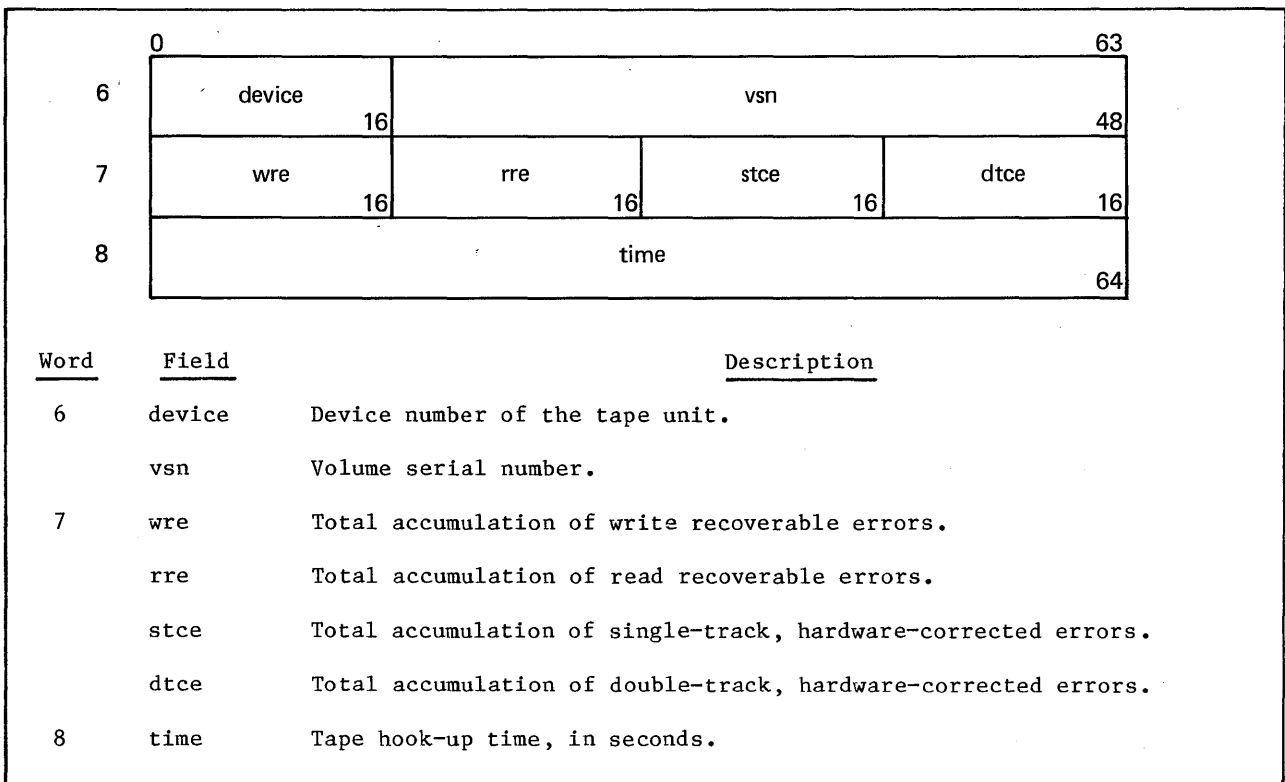 0 63
6 device 16 vsn 48
7 wre 16 rre 16 stce 16 dtce 16
8 time 64
Word Field Description
6 device Device number of the tape unit.
vsn Volume serial number.
7 wre Total accumulation of write recoverable errors.
rre Total accumulation of read recoverable errors.
stce Total accumulation of single-track, hardware-corrected errors.
dtce Total accumulation of double-track, hardware-corrected errors.
8 time Tape hook-up time, in seconds.